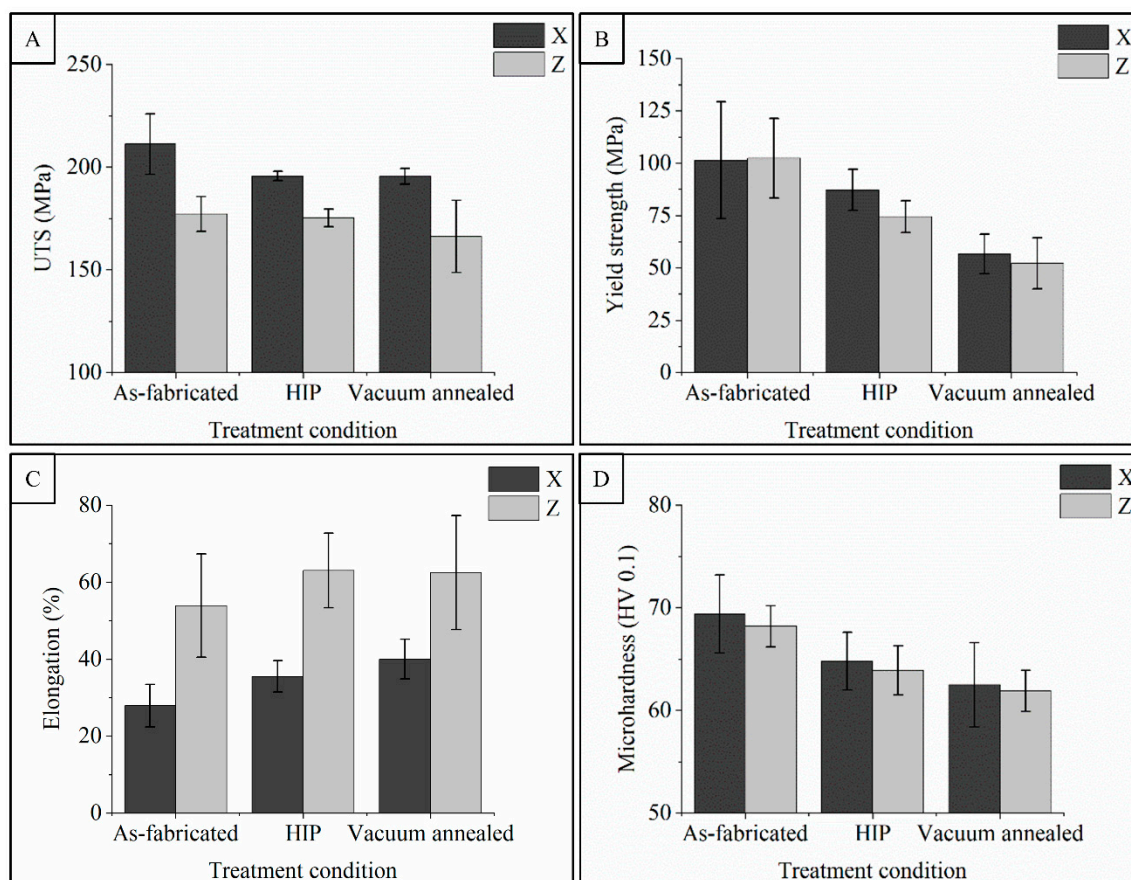 A
X
Z
UTS (MPa)
250
200
150
100
As-fabricated HIP Vacuum annealed
Treatment condition
B
X
Z
Yield strength (MPa)
150
125
100
75
50
25
0
As-fabricated HIP Vacuum annealed
Treatment condition
C
X
Z
Elongation (%)
80
60
40
20
0
As-fabricated HIP Vacuum annealed
Treatment condition
D
X
Z
Microhardness (HV 0.1)
80
70
60
50
As-fabricated HIP Vacuum annealed
Treatment condition